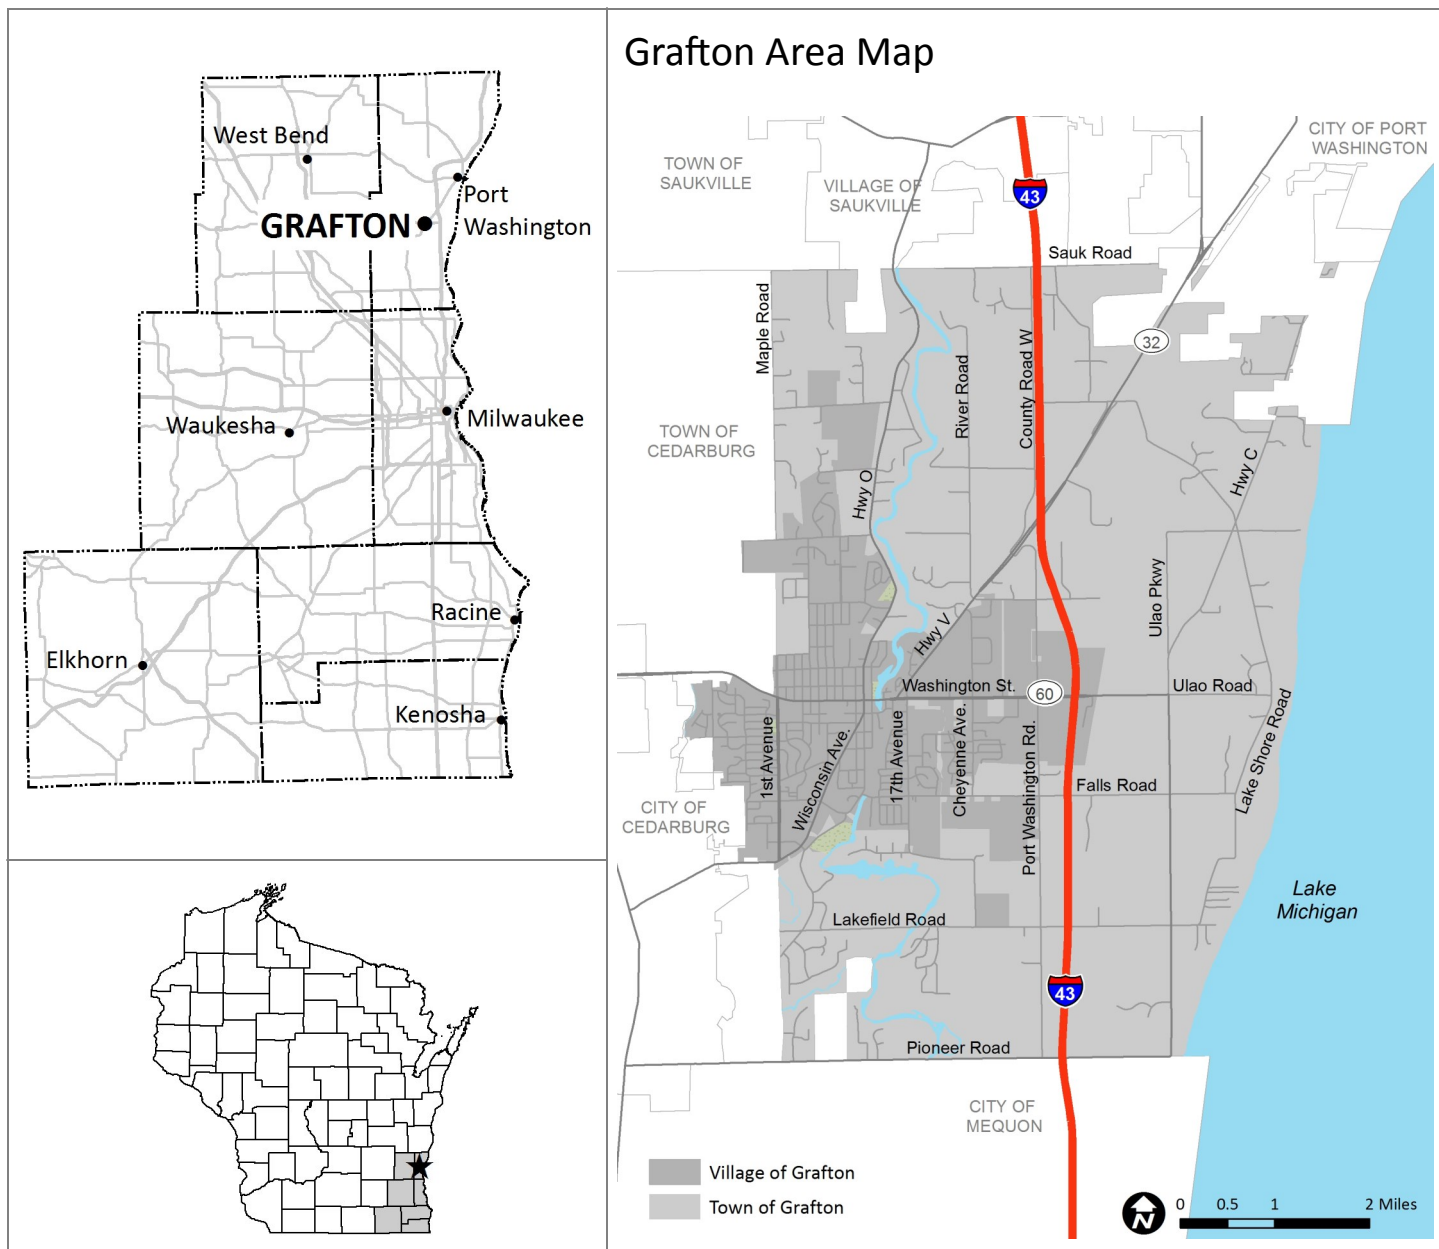 West Bend
Port
Washington
GRAFTON
Waukesha
Milwaukee
Racine
Elkhorn
Kenosha
Grafton Area Map
CITY OF PORT
WASHINGTON
TOWN OF
SAUKVILLE
VILLAGE OF
SAUKVILLE
43
Sauk Road
Maple Road
32
River Road
County Road W
TOWN OF
CEDARBURG
Hwy O
Hwy C
Ulao Pkwy
Hwy V
Washington St.
60
Ulao Road
1st Avenue
Wisconsin Ave.
17th Avenue
Cheyenne Ave.
Port Washington Rd.
Falls Road
Lake Shore Road
CITY OF
CEDARBURG
Lake
Michigan
Lakefield Road
43
Pioneer Road
CITY OF
MEQUON
Village of Grafton
Town of Grafton
N
0 0.5 1 2 Miles